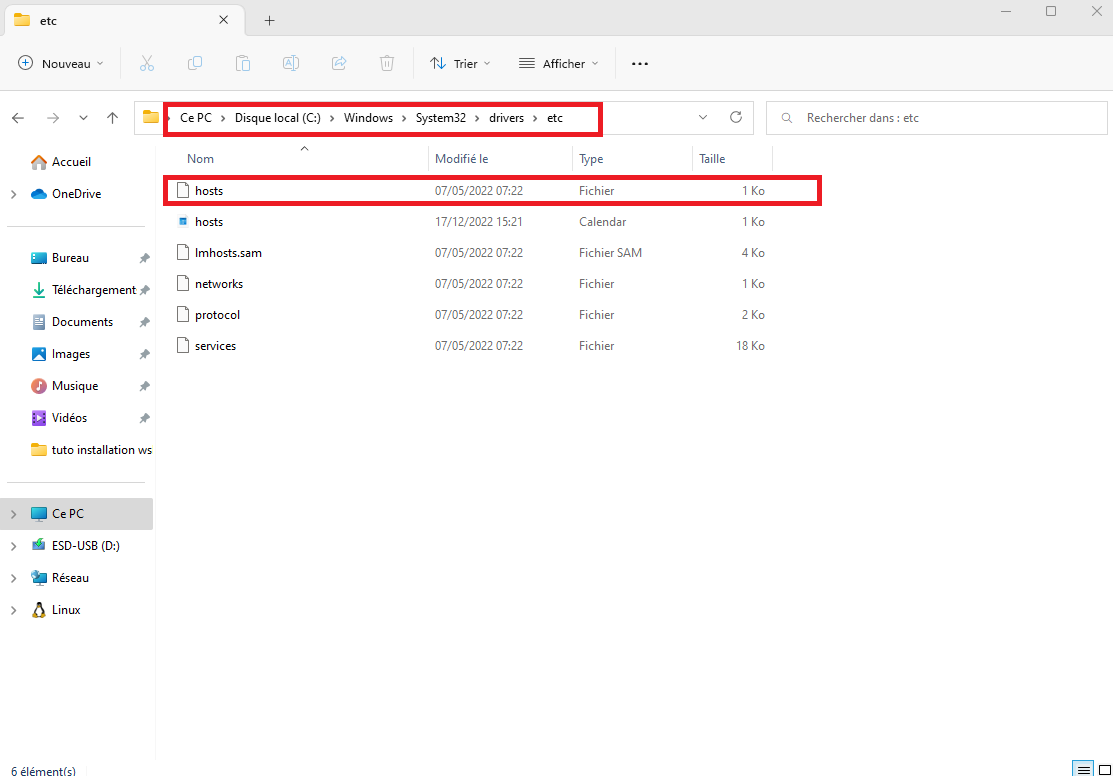 etc
Nouveau
Trier
Afficher
Ce PC > Disque local (C:) > Windows > System32 > drivers > etc
Rechercher dans : etc
Accueil
OneDrive
Bureau
Téléchargement
Documents
Images
Musique
Vidéos
tuto installation ws
Ce PC
ESD-USB (D:)
Réseau
Linux
Nom Modifié le Type Taille
hosts 07/05/2022 07:22 Fichier 1 Ko
hosts 17/12/2022 15:21 Calendar 1 Ko
lmhosts.sam 07/05/2022 07:22 Fichier SAM 4 Ko
networks 07/05/2022 07:22 Fichier 1 Ko
protocol 07/05/2022 07:22 Fichier 2 Ko
services 07/05/2022 07:22 Fichier 18 Ko
6 élément(s)